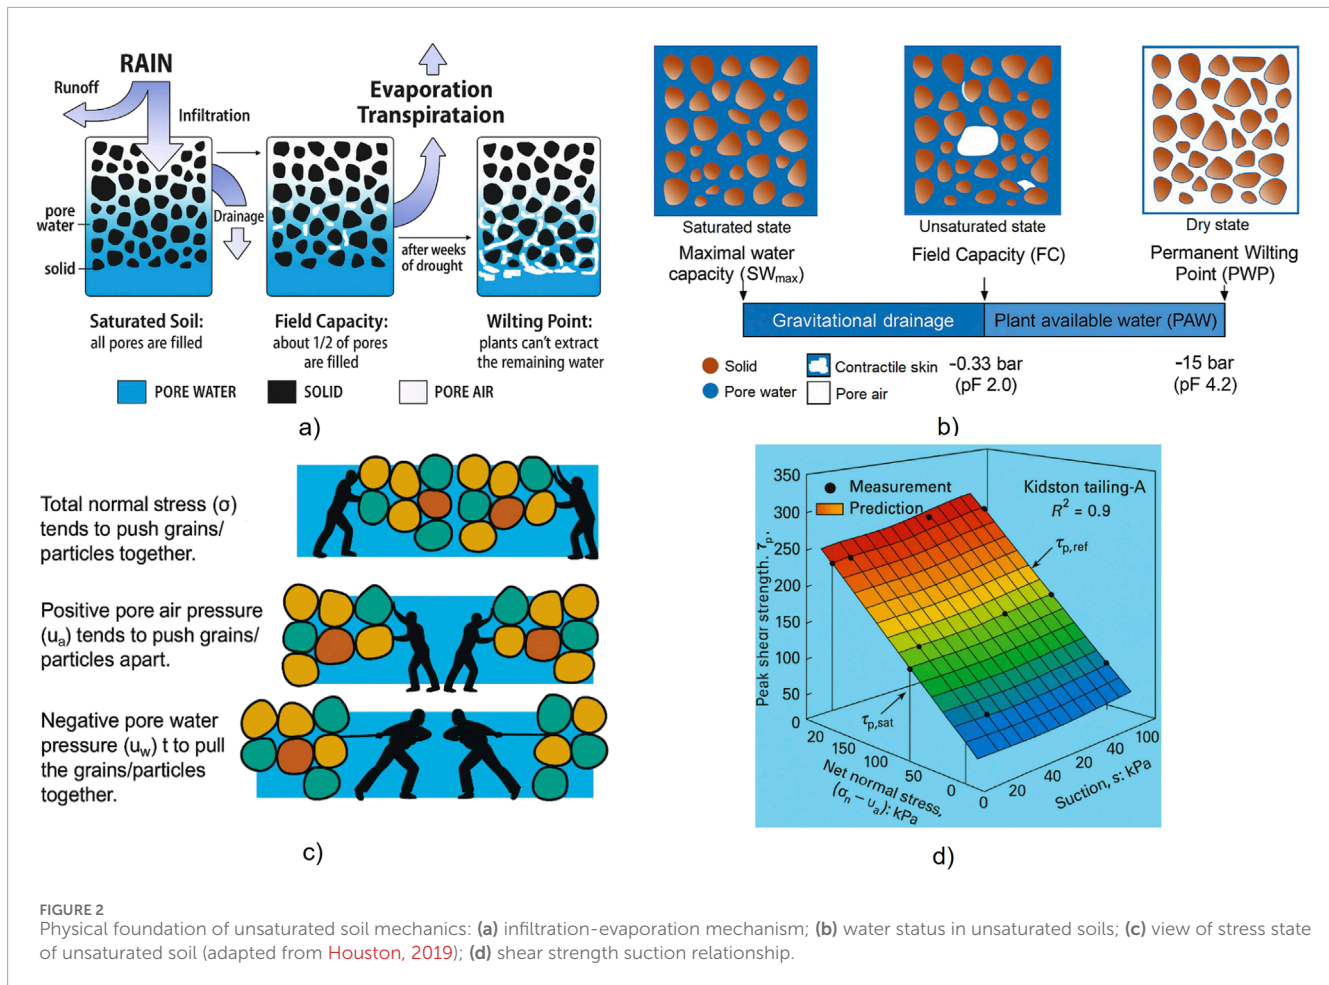 RAIN
Runoff
Infiltration
Evaporation
Transpirataion
pore
water
solid
Drainage
after weeks
of drought
Saturated Soil:
all pores are filled
Field Capacity:
about 1/2 of pores
are filled
Wilting Point:
plants can't extract
the remaining water
PORE WATER
SOLID
PORE AIR
a)
Saturated state
Maximal water
capacity (SWmax)
Unsaturated state
Field Capacity (FC)
Dry state
Permanent Wilting
Point (PWP)
Gravitational drainage
Plant available water (PAW)
Solid
Pore water
Contractile skin
Pore air
-0.33 bar
(pF 2.0)
-15 bar
(pF 4.2)
b)
Total normal stress (σ)
tends to push grains/
particles together.
Positive pore air pressure
(ua) tends to push grains/
particles apart.
Negative pore water
pressure (uw) t to pull
the grains/particles
together.
c)
350
300
250
200
150
100
50
0
Peak shear strength. τp.
Measurement
Prediction
Kidston tailing-A
R² = 0.9
τp,ref
τp,sat
20
150
100
50
0
Net normal stress,
(σn – υa): kPa
0
20
40
20
40
60
100
Suction, s: kPa
d)
FIGURE 2
Physical foundation of unsaturated soil mechanics: (a) infiltration-evaporation mechanism; (b) water status in unsaturated soils; (c) view of stress state
of unsaturated soil (adapted from Houston, 2019); (d) shear strength suction relationship.